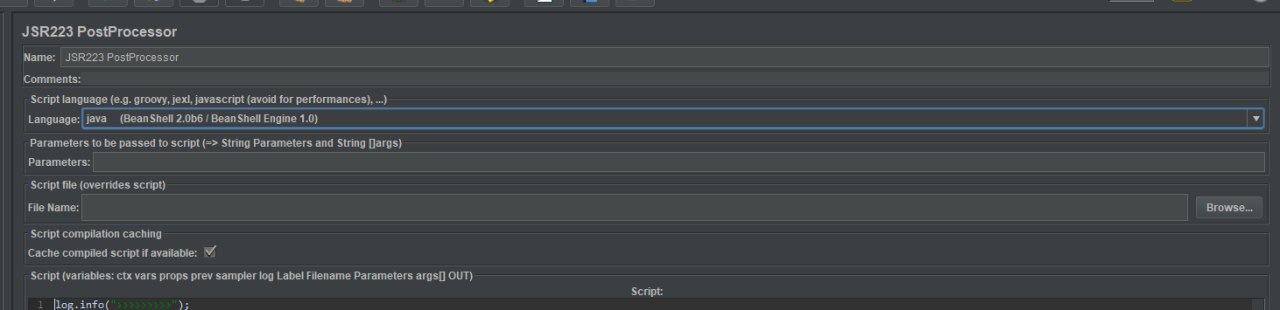 JSR223 PostProcessor
Name: JSR223 PostProcessor
Comments:
Script language (e.g. groovy, jexl, javascript (avoid for performances), ...)
Language: java (BeanShell 2.0b6 / BeanShell Engine 1.0)
Parameters to be passed to script (=> String Parameters and String []args)
Parameters:
Script file (overrides script)
File Name: Browse...
Script compilation caching
Cache compiled script if available:
Script (variables: ctx vars props prev sampler log Label Filename Parameters args[] OUT)
Script:
1 log.info(">>>>>>>>>");